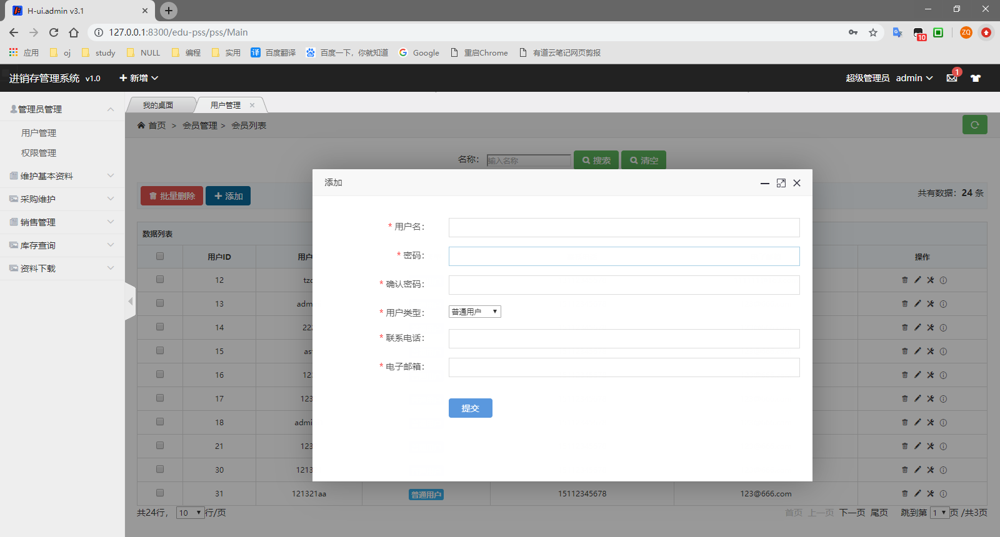 H-ui.admin v3.1
127.0.0.1:8300/edu-pss/pss/Main
ZQ
10
应用 oj study NULL 编程 实用 译 百度翻译 百度一下，你就知道 Google 重启Chrome 有道云笔记网页剪报
进销存管理系统 v1.0 新增 超级管理员 admin 1
管理员管理
用户管理
权限管理
维护基本资料
采购维护
销售管理
库存查询
资料下载
我的桌面 用户管理
首页 > 会员管理 > 会员列表
名称： 输入名称 搜索 清空
批量删除 添加 共有数据：24 条
数据列表
用户ID 用户 操作
12 tzc
13 adm
14 222
15 as
16 12
17 123
18 admi
21 123
30 1213
31 121321aa 普通用户 15112345678 123@666.com
共24行， 10 行/页 首页 上一页 下一页 尾页 跳到第 1 页 /共3页
添加
* 用户名：
* 密码：
* 确认密码：
* 用户类型： 普通用户
* 联系电话：
* 电子邮箱：
提交